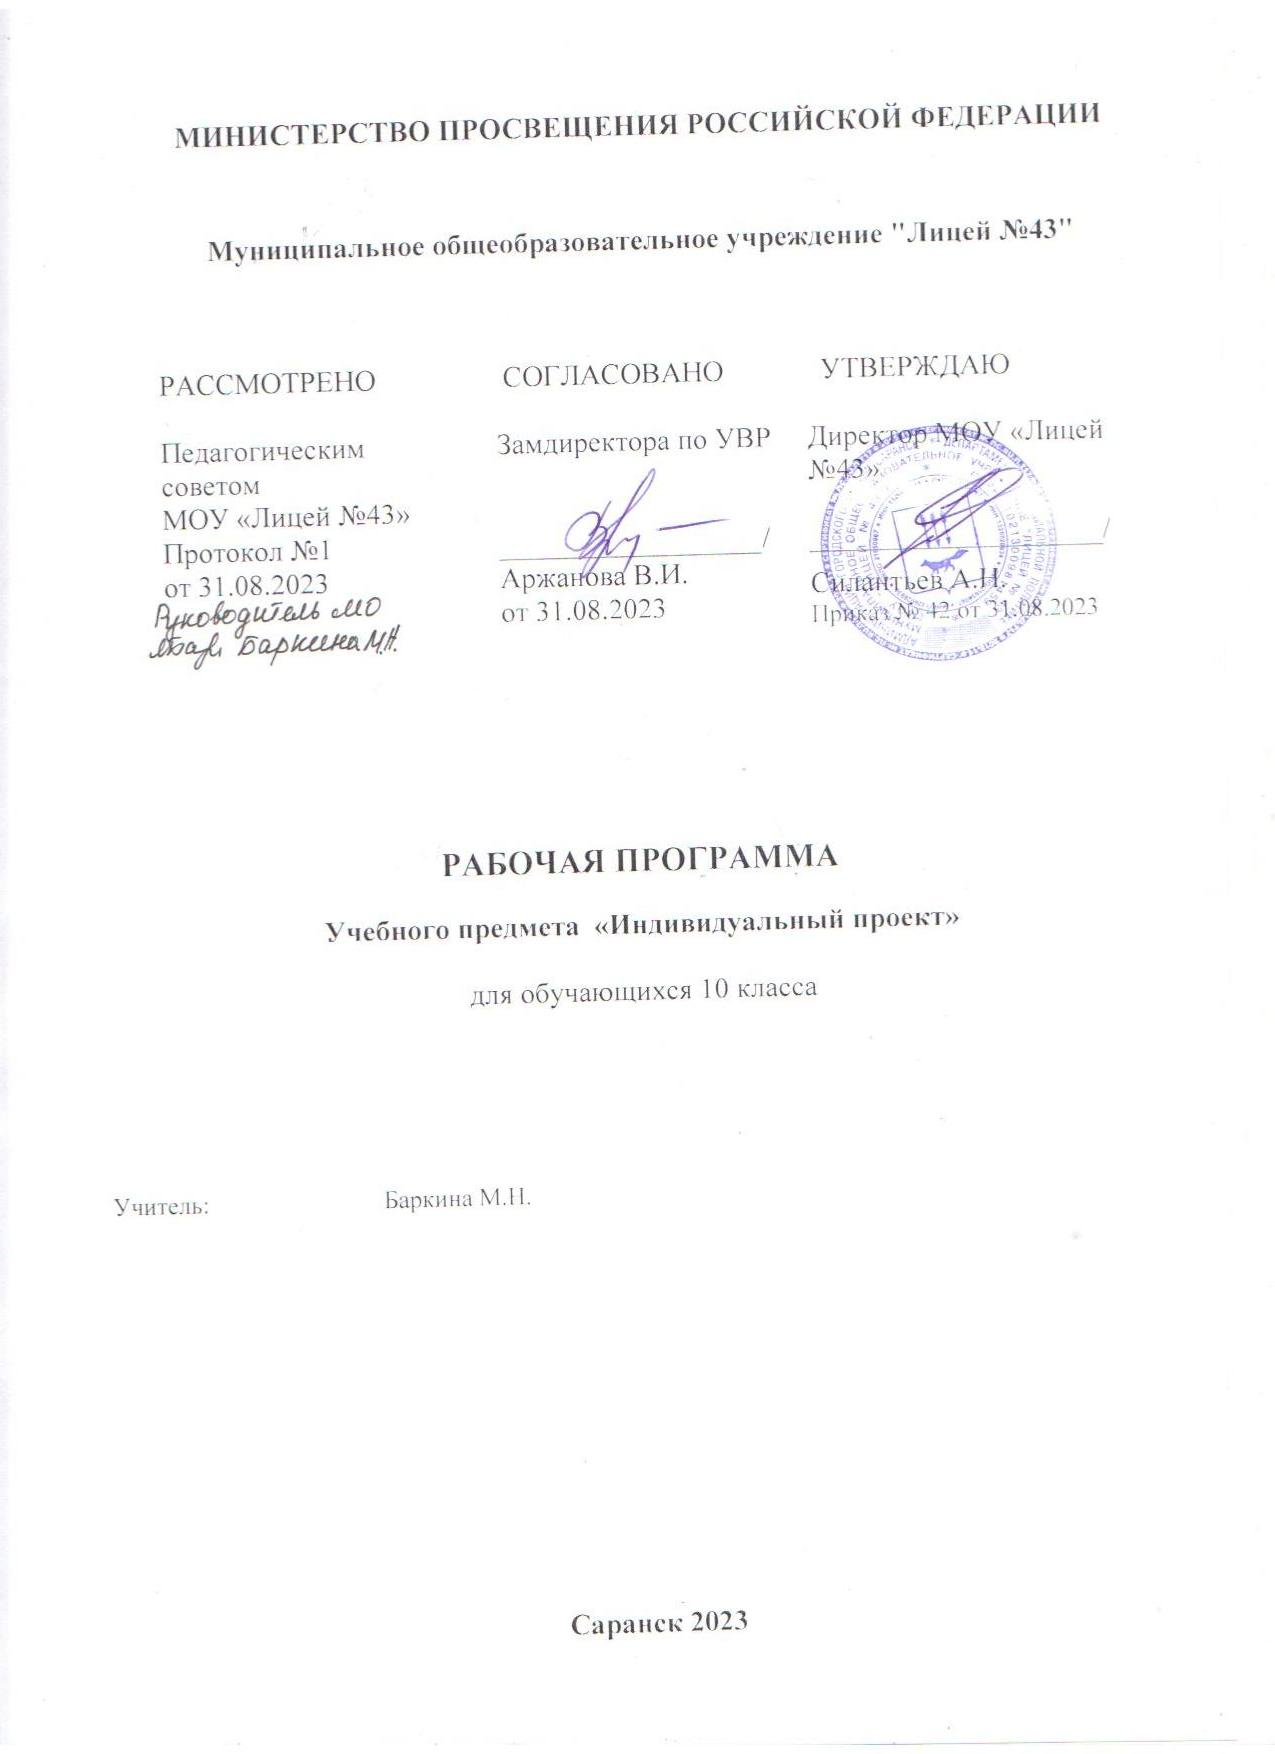 МИНИСТЕРСТВО ПРОСВЕЩЕНИЯ РОССИЙСКОЙ ФЕДЕРАЦИИ
Муниципальное общеобразовательное учреждение "Лицей №43"
РАССМОТРЕНО
Педагогическим
советом
МОУ «Лицей №43»
Протокол №1
от 31.08.2023
Руководитель МО
Баркина М.Н.
СОГЛАСОВАНО
Замдиректора по УВР
/
Аржанова В.И.
от 31.08.2023
УТВЕРЖДАЮ
Директор МОУ «Лицей
№43»
/
Силантьев А.Н.
Приказ № 42 от 31.08.2023
РАБОЧАЯ ПРОГРАММА
Учебного предмета «Индивидуальный проект»
для обучающихся 10 класса
Учитель: Баркина М.Н.
Саранск 2023